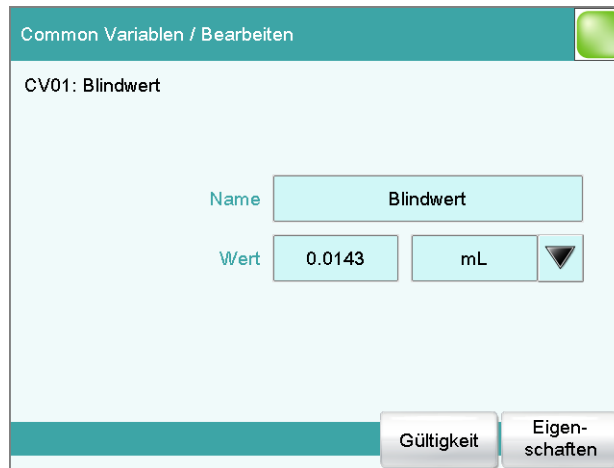 Common Variablen / Bearbeiten
CV01: Blindwert
Name Blindwert
Wert 0.0143 mL
Gültigkeit
Eigen-
schaften